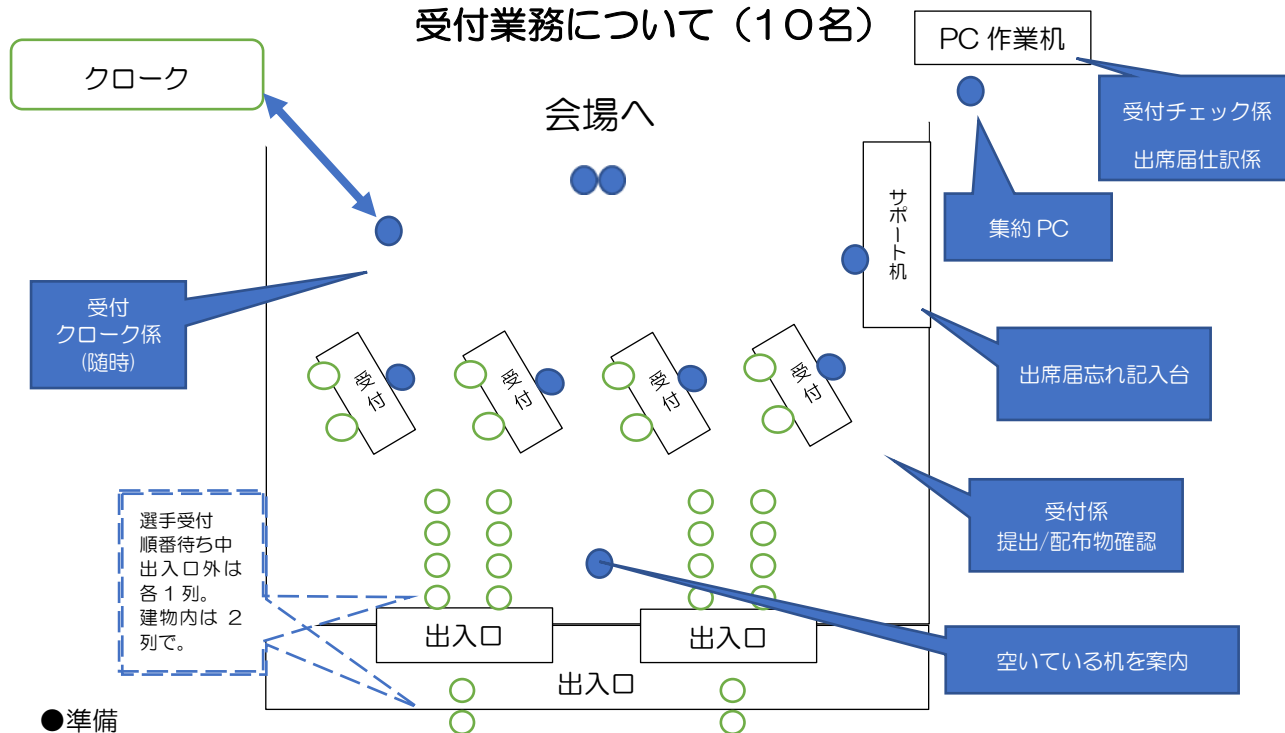 受付業務について（１０名）
PC 作業机
クローク
受付チェック係
出席届仕訳係
会場へ
サポート机
集約 PC
受付
クローク係
(随時)
出席届忘れ記入台
受付
受付
受付
受付
選手受付
順番待ち中
出入口外は
各１列。
建物内は ２
列で。
受付係
提出/配布物確認
出入口
出入口
空いている机を案内
出入口
●準備